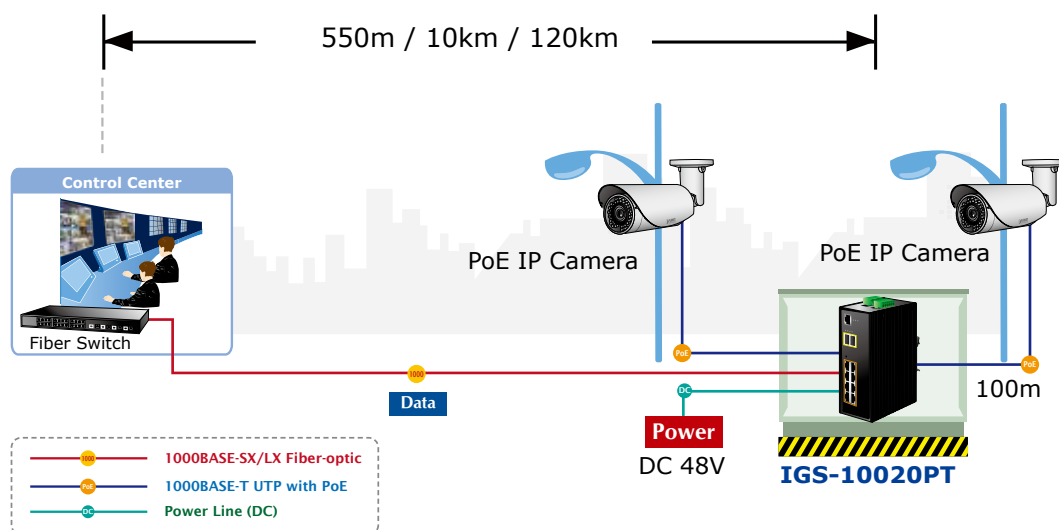 550m / 10km / 120km
Control Center
Fiber Switch
PoE IP Camera
PoE IP Camera
PoE
PoE
100m
1000
Data
DC
Power
DC 48V
IGS-10020PT
1000 1000BASE-SX/LX Fiber-optic
PoE 1000BASE-T UTP with PoE
DC Power Line (DC)